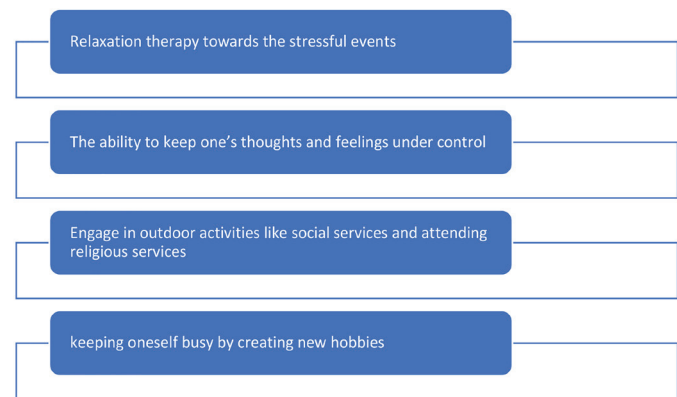 Relaxation therapy towards the stressful events
The ability to keep one’s thoughts and feelings under control
Engage in outdoor activities like social services and attending
religious services
keeping oneself busy by creating new hobbies